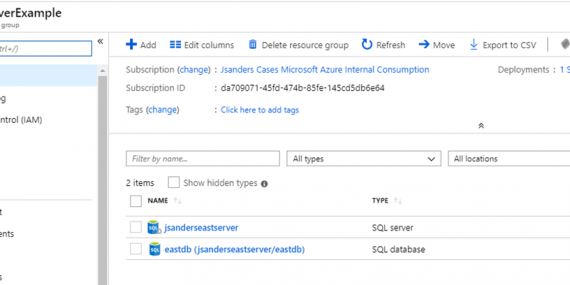 verExample
group
trl+/)
«
Add
Edit columns
Delete resource group
Refresh
Move
Export to CSV
Subscription (change) : Jsanders Cases Microsoft Azure Internal Consumption
Deployments : 1 S
Subscription ID : da709071-45fd-474b-85fe-145cd5db6e64
Tags (change) : Click here to add tags
og
ntrol (IAM)
Filter by name...
All types
All locations
2 items
Show hidden types
NAME
TYPE
t
jsanderseastserver
SQL server
ents
eastdb (jsanderseastserver/eastdb)
SQL database
s